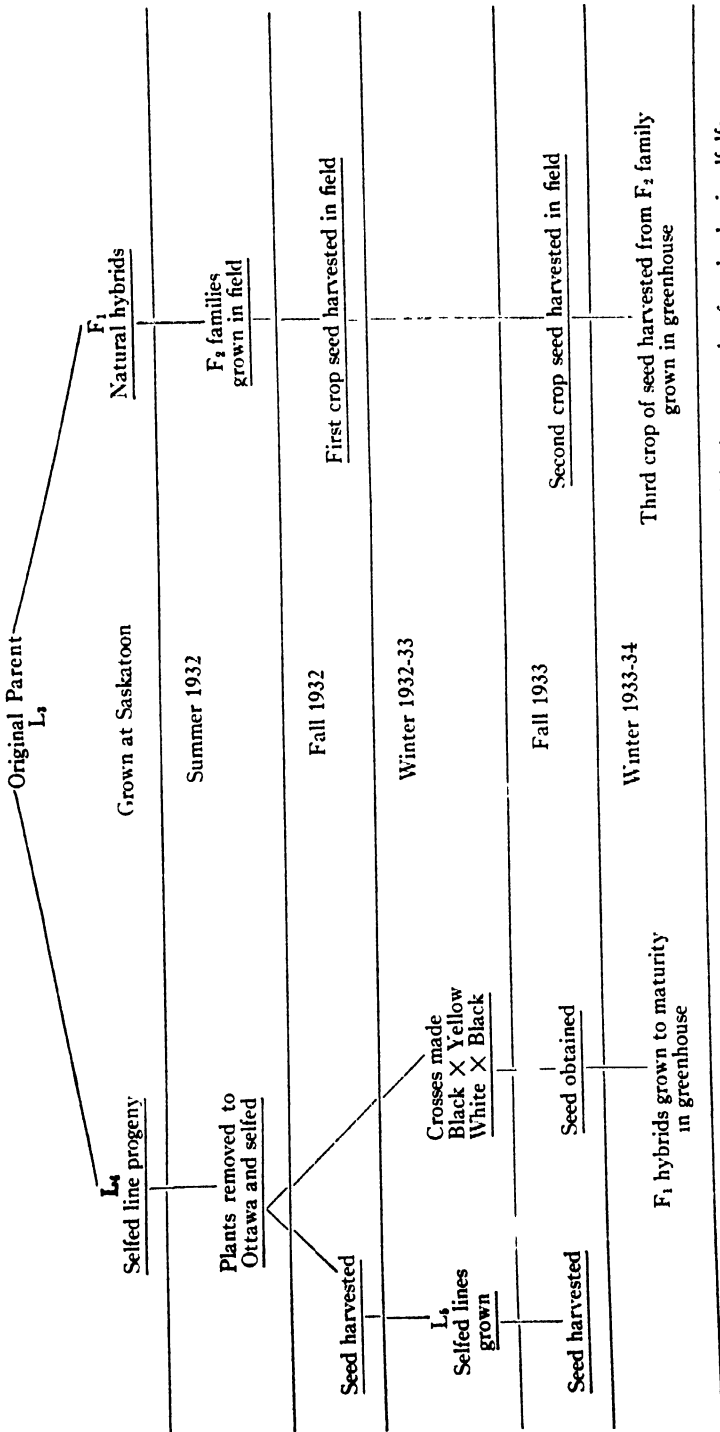 Original Parent
L₃
L₄
Selfed line progeny
Grown at Saskatoon
F₁
Natural hybrids
Plants removed to
Ottawa and selfed
Summer 1932
F₂ families
grown in field
Seed harvested
Fall 1932
First crop seed harvested in field
L₅
Selfed lines
grown
Crosses made
Black × Yellow
White × Black
Winter 1932-33
Seed harvested
Seed obtained
Fall 1933
Second crop seed harvested in field
F₁ hybrids grown to maturity
in greenhouse
Winter 1933-34
Third crop of seed harvested from F₂ family
grown in greenhouse